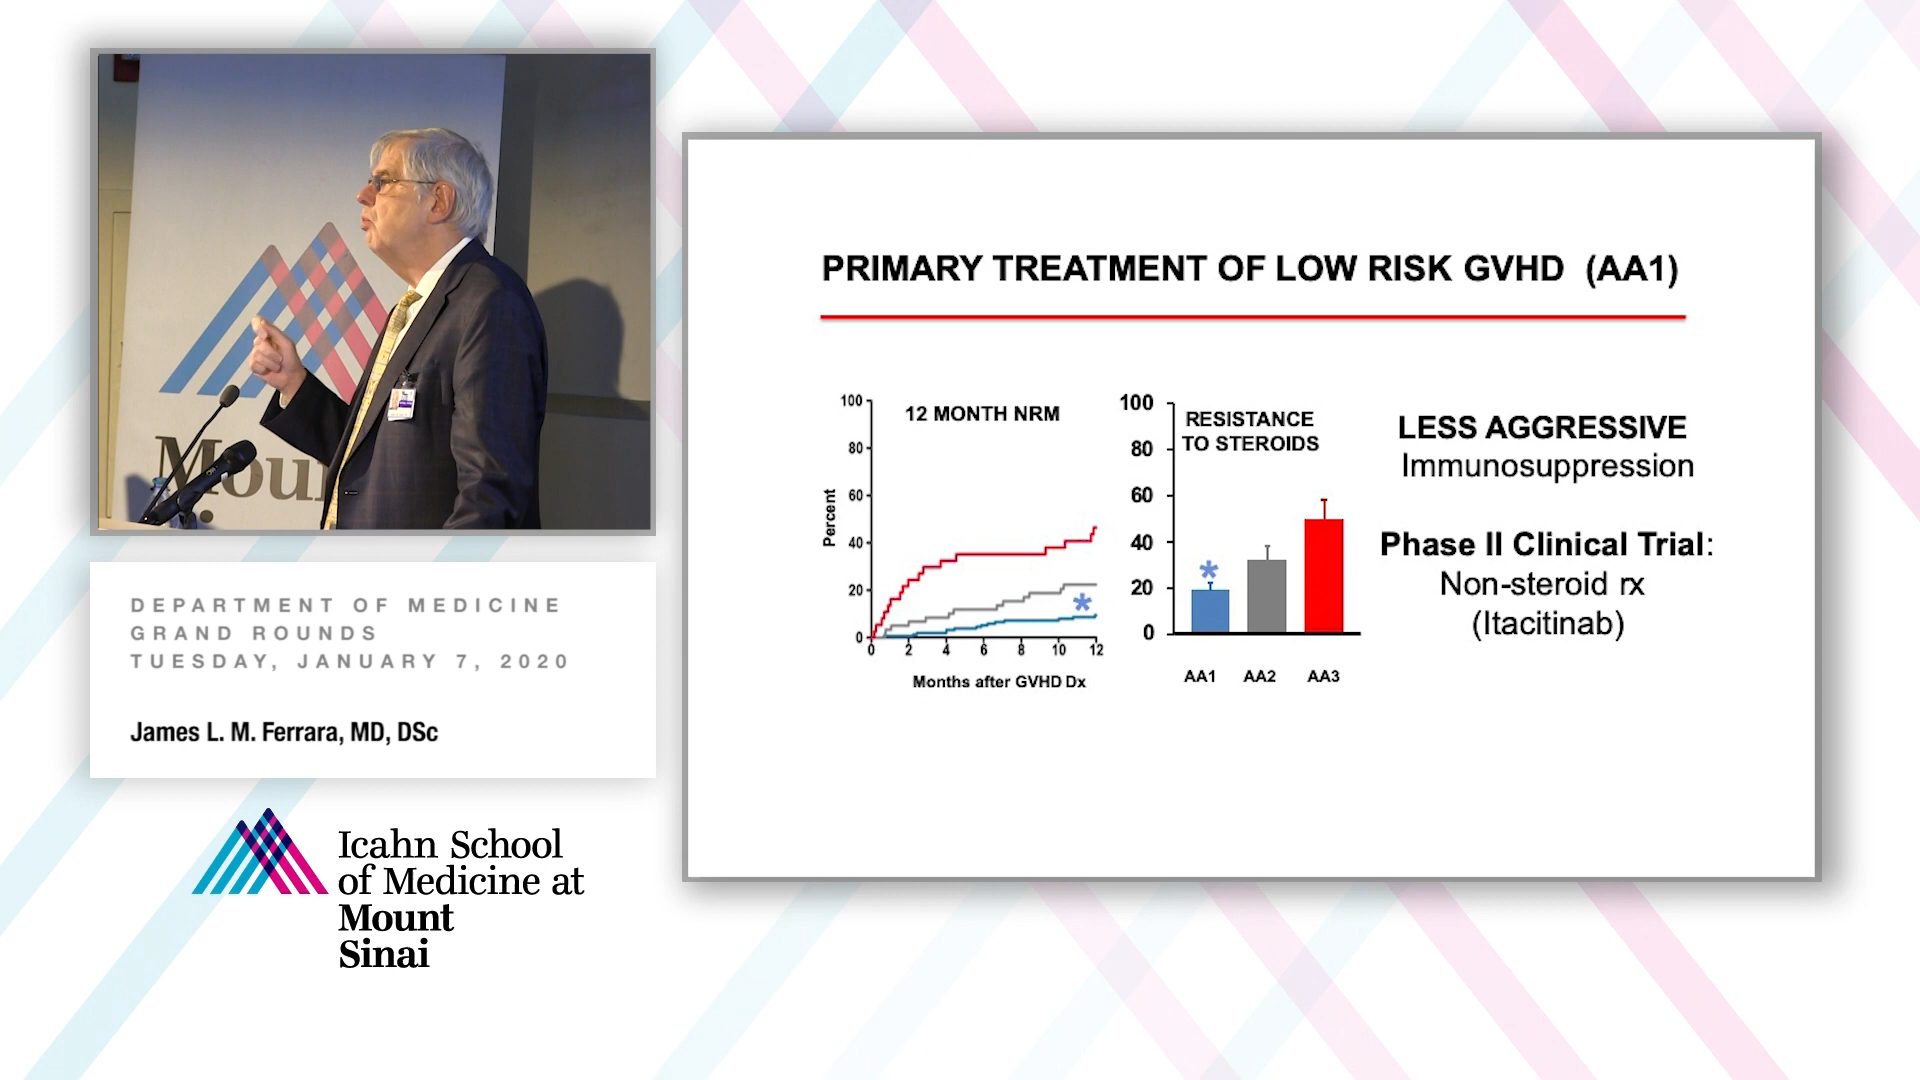 Mount
DEPARTMENT OF MEDICINE
GRAND ROUNDS
TUESDAY, JANUARY 7, 2020
James L. M. Ferrara, MD, DSc
Icahn School
of Medicine at
Mount
Sinai
PRIMARY TREATMENT OF LOW RISK GVHD (AA1)
12 MONTH NRM
Percent
100
80
60
40
20
0
0 2 4 6 8 10 12
Months after GVHD Dx
*
RESISTANCE
TO STEROIDS
100
80
60
40
20
0
*
AA1 AA2 AA3
LESS AGGRESSIVE
Immunosuppression
Phase II Clinical Trial:
Non-steroid rx
(Itacitinab)